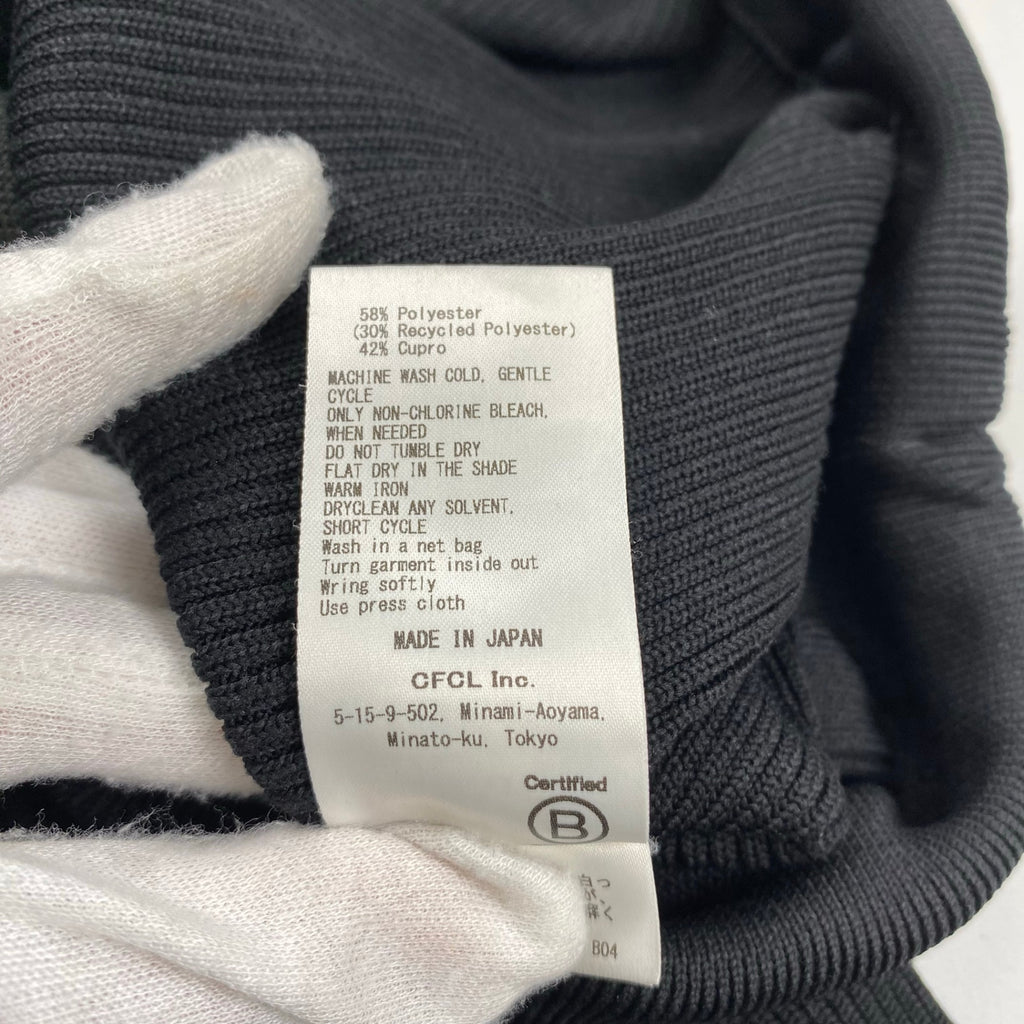 58% Polyester
(30% Recycled Polyester)
42% Cupro
MACHINE WASH COLD, GENTLE
CYCLE
ONLY NON-CHLORINE BLEACH,
WHEN NEEDED
DO NOT TUMBLE DRY
FLAT DRY IN THE SHADE
WARM IRON
DRYCLEAN ANY SOLVENT,
SHORT CYCLE
Wash in a net bag
Turn garment inside out
Wring softly
Use press cloth
MADE IN JAPAN
CFCL Inc.
5-15-9-502, Minami-Aoyama,
Minato-ku, Tokyo
Certified
B
B04